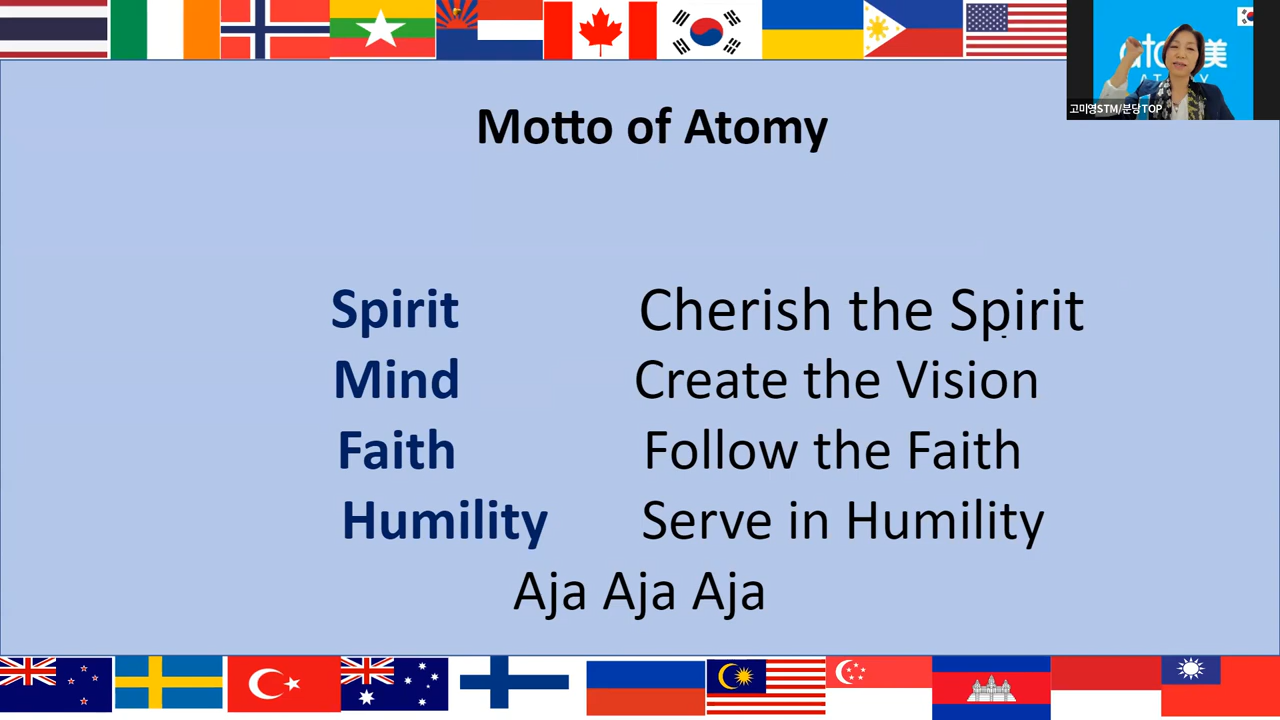 Motto of Atomy
Spirit Cherish the Spirit
Mind Create the Vision
Faith Follow the Faith
Humility Serve in Humility
Aja Aja Aja
고미영STM/분당TOP